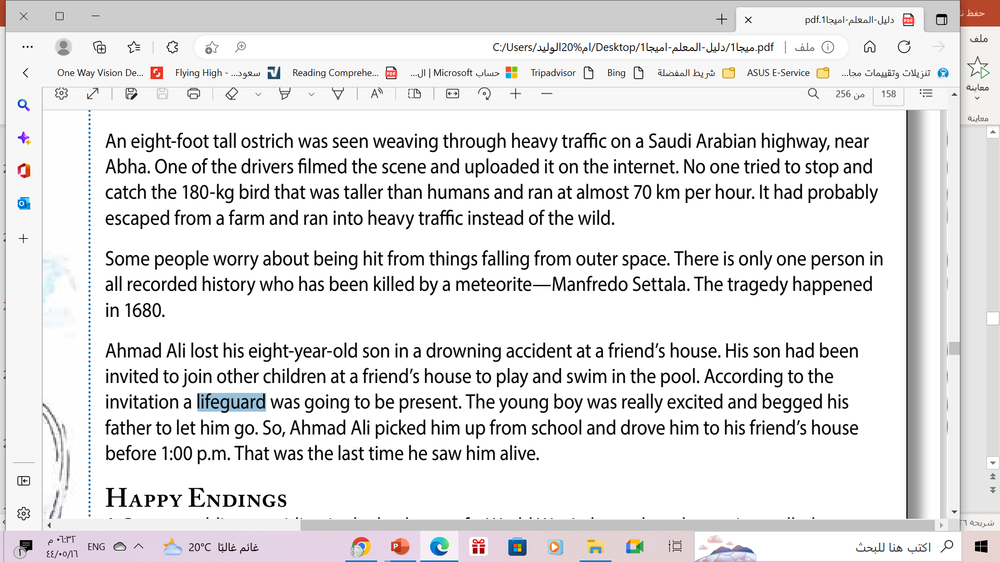 حفظ
دليل-المعلم-اميجا1.pdf
ملف
C:/Users/ام%20الوليد/Desktop/ميجا1/دليل-المعلم-اميجا1.pdf
ملف
One Way Vision De...
Flying High - سعود...
Reading Comprehe...
حساب Microsoft | ال...
Tripadvisor
Bing
شريط المفضلة
ASUS E-Service
تنزيلات وتقييمات مجا...
معاينة
من 256
158
معاينة
An eight-foot tall ostrich was seen weaving through heavy traffic on a Saudi Arabian highway, near
Abha. One of the drivers filmed the scene and uploaded it on the internet. No one tried to stop and
catch the 180-kg bird that was taller than humans and ran at almost 70 km per hour. It had probably
escaped from a farm and ran into heavy traffic instead of the wild.
Some people worry about being hit from things falling from outer space. There is only one person in
all recorded history who has been killed by a meteorite—Manfredo Settala. The tragedy happened
in 1680.
Ahmad Ali lost his eight-year-old son in a drowning accident at a friend's house. His son had been
invited to join other children at a friend's house to play and swim in the pool. According to the
invitation a lifeguard was going to be present. The young boy was really excited and begged his
father to let him go. So, Ahmad Ali picked him up from school and drove him to his friend's house
before 1:00 p.m. That was the last time he saw him alive.
HAPPY ENDINGS
شريحة
٠٦:٣٢ م
٤٤/٠٥/١٦
ENG
20°C غائم غالبًا
اكتب هنا للبحث